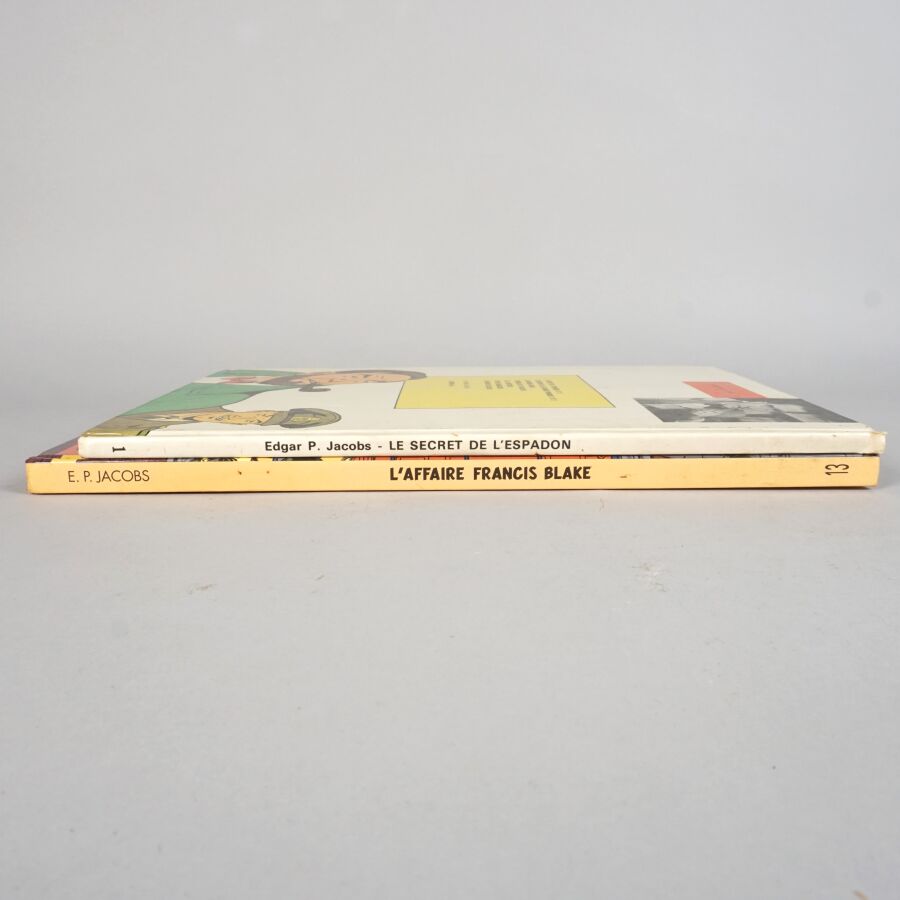 1 Edgar P. Jacobs - LE SECRET DE L'ESPADON
E. P. JACOBS L'AFFAIRE FRANCIS BLAKE 13